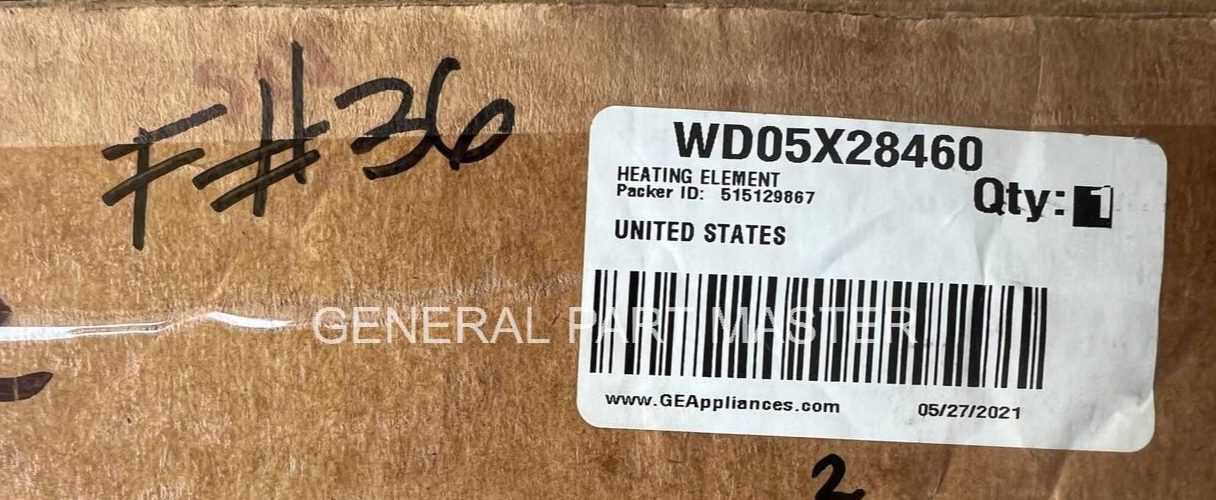 F#36
WD05X28460
HEATING ELEMENT
Qty: 1
Packer ID: 515129867
UNITED STATES
GENERAL PART MASTER
www.GEAppliances.com 05/27/2021
2